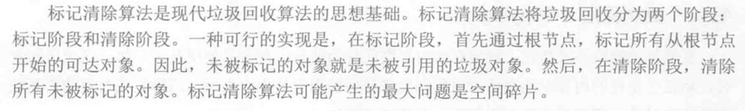 标记清除算法是现代垃圾回收算法的思想基础。标记清除算法将垃圾回收分为两个阶段：
标记阶段和清除阶段。一种可行的实现是，在标记阶段，首先通过根节点，标记所有从根节点
开始的可达对象。因此，未被标记的对象就是未被引用的垃圾对象。然后，在清除阶段，清除
所有未被标记的对象。标记清除算法可能产生的最大问题是空间碎片。